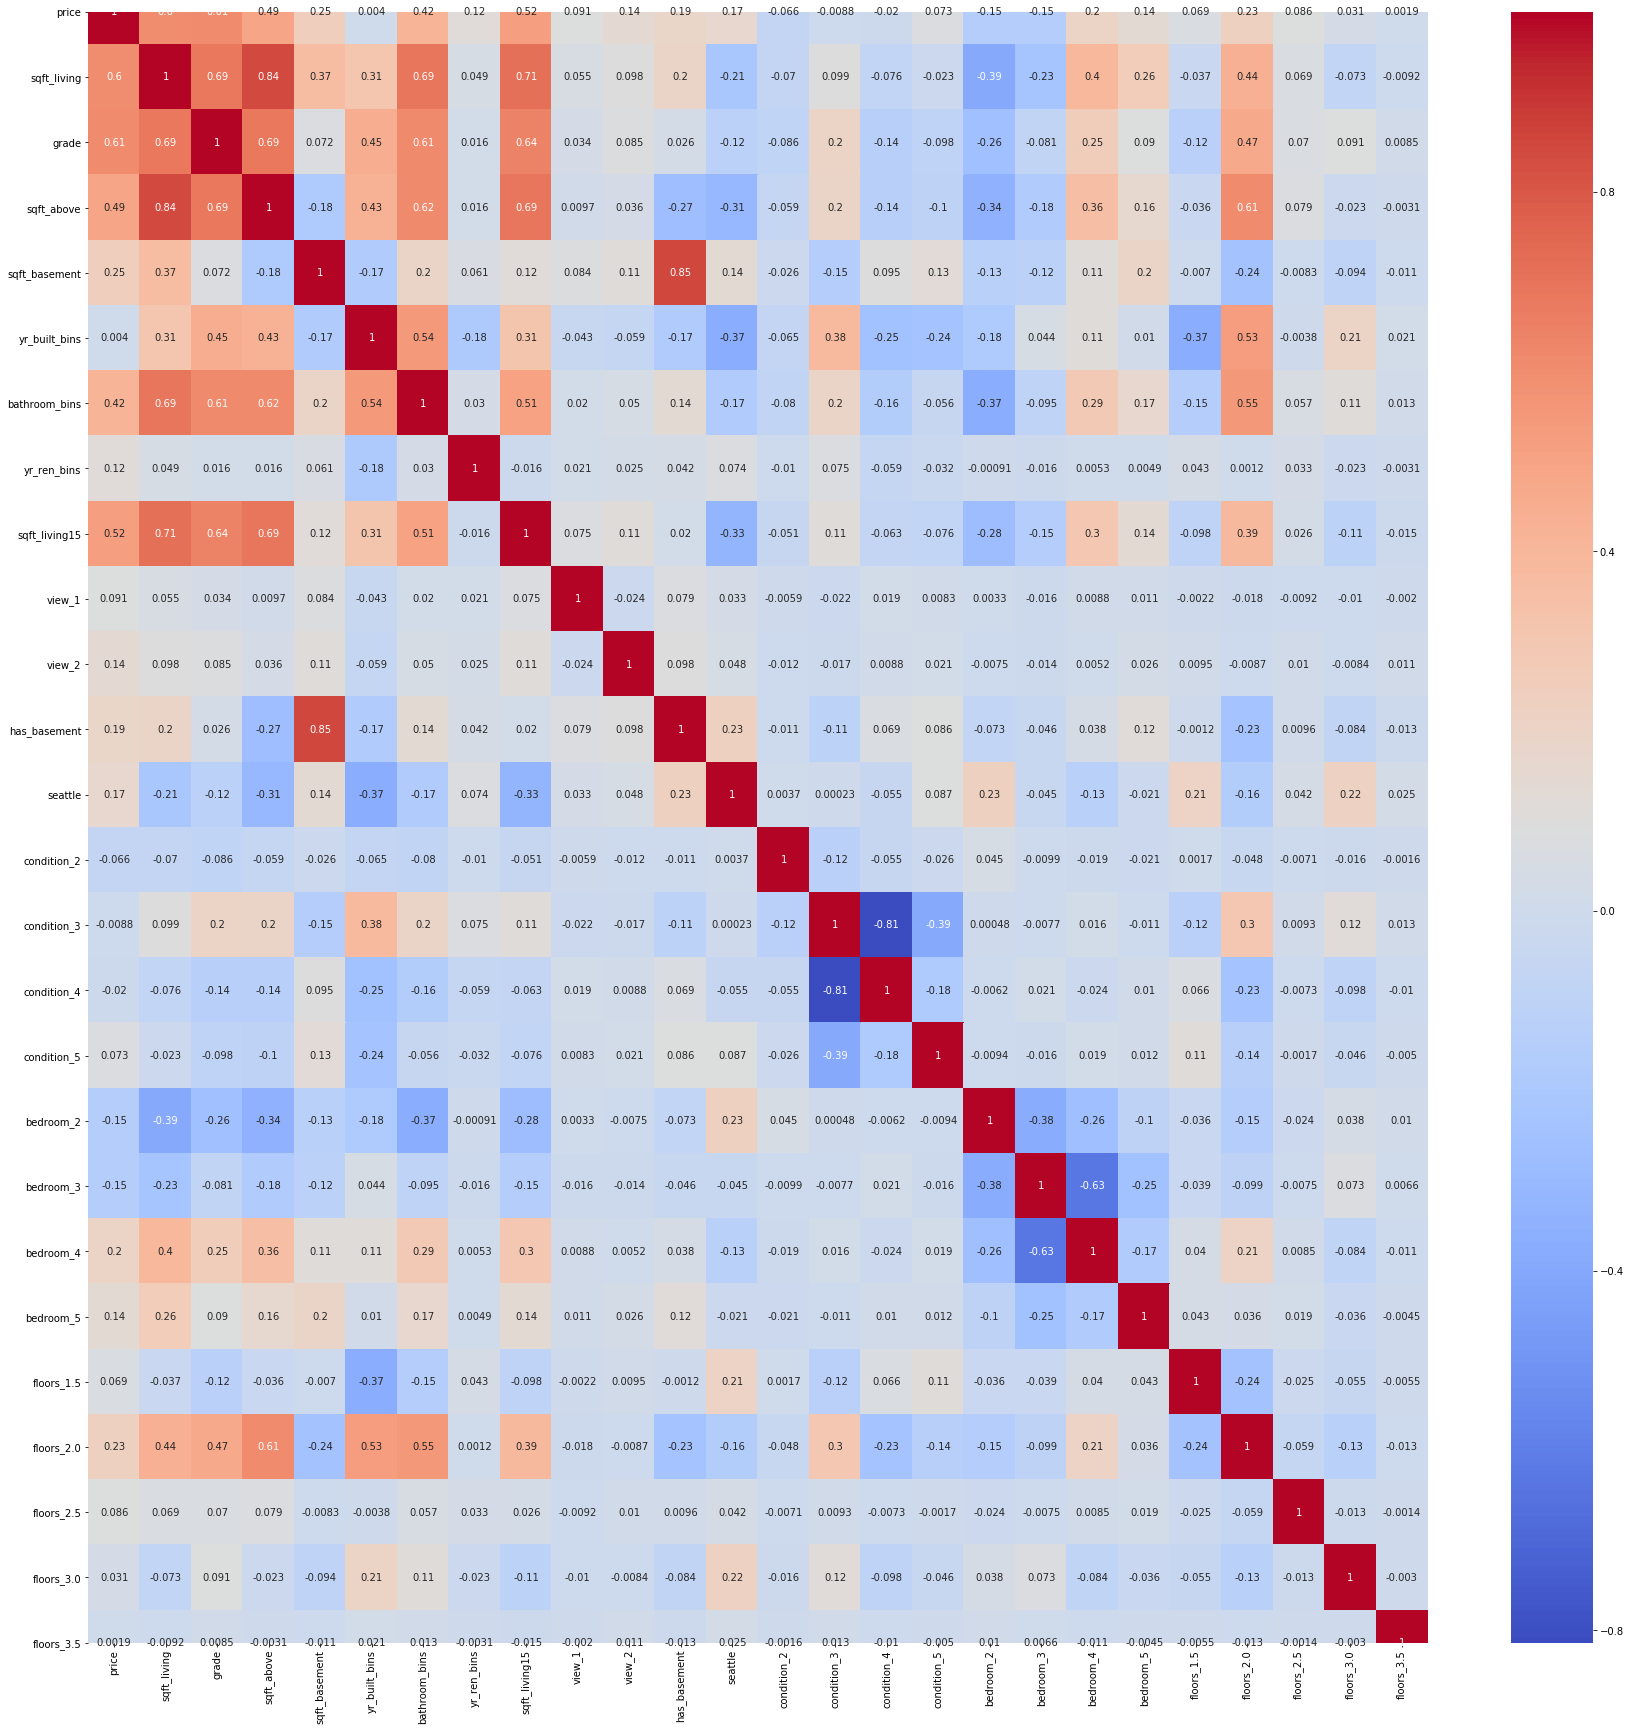 price 1 0.6 0.61 0.49 0.25 0.004 0.42 0.12 0.52 0.091 0.14 0.19 0.17 -0.066 -0.0088 -0.02 0.073 -0.15 -0.15 0.2 0.14 0.069 0.23 0.086 0.031 0.0019
sqft_living 0.6 1 0.69 0.84 0.37 0.31 0.69 0.049 0.71 0.055 0.098 0.2 -0.21 -0.07 0.099 -0.076 -0.023 -0.39 -0.23 0.4 0.26 -0.037 0.44 0.069 -0.073 -0.0092
grade 0.61 0.69 1 0.69 0.072 0.45 0.61 0.016 0.64 0.034 0.085 0.026 -0.12 -0.086 0.2 -0.14 -0.098 -0.26 -0.081 0.25 0.09 -0.12 0.47 0.07 0.091 0.0085
sqft_above 0.49 0.84 0.69 1 -0.18 0.43 0.62 0.016 0.69 0.0097 0.036 -0.27 -0.31 -0.059 0.2 -0.14 -0.1 -0.34 -0.18 0.36 0.16 -0.036 0.61 0.079 -0.023 -0.0031
0.8
sqft_basement 0.25 0.37 0.072 -0.18 1 -0.17 0.2 0.061 0.12 0.084 0.11 0.85 0.14 -0.026 -0.15 0.095 0.13 -0.13 -0.12 0.11 0.2 -0.007 -0.24 -0.0083 -0.094 -0.011
yr_built_bins 0.004 0.31 0.45 0.43 -0.17 1 0.54 -0.18 0.31 -0.043 -0.059 -0.17 -0.37 -0.065 0.38 -0.25 -0.24 -0.18 0.044 0.11 0.01 -0.37 0.53 -0.0038 0.21 0.021
bathroom_bins 0.42 0.69 0.61 0.62 0.2 0.54 1 0.03 0.51 0.02 0.05 0.14 -0.17 -0.08 0.2 -0.16 -0.056 -0.37 -0.095 0.29 0.17 -0.15 0.55 0.057 0.11 0.013
yr_ren_bins 0.12 0.049 0.016 0.016 0.061 -0.18 0.03 1 -0.016 0.021 0.025 0.042 0.074 -0.01 0.075 -0.059 -0.032 -0.00091 -0.016 0.0053 0.0049 0.043 0.0012 0.033 -0.023 -0.0031
sqft_living15 0.52 0.71 0.64 0.69 0.12 0.31 0.51 -0.016 1 0.075 0.11 0.02 -0.33 -0.051 0.11 -0.063 -0.076 -0.28 -0.15 0.3 0.14 -0.098 0.39 0.026 -0.11 -0.015
0.4
view_1 0.091 0.055 0.034 0.0097 0.084 -0.043 0.02 0.021 0.075 1 -0.024 0.079 0.033 -0.0059 -0.022 0.019 0.0083 0.0033 -0.016 0.0088 0.011 -0.0022 -0.018 -0.0092 -0.01 -0.002
view_2 0.14 0.098 0.085 0.036 0.11 -0.059 0.05 0.025 0.11 -0.024 1 0.098 0.048 -0.012 -0.017 0.0088 0.021 -0.0075 -0.014 0.0052 0.026 0.0095 -0.0087 0.01 -0.0084 0.011
has_basement 0.19 0.2 0.026 -0.27 0.85 -0.17 0.14 0.042 0.02 0.079 0.098 1 0.23 -0.011 -0.11 0.069 0.086 -0.073 -0.046 0.038 0.12 -0.0012 -0.23 0.0096 -0.084 -0.013
seattle 0.17 -0.21 -0.12 -0.31 0.14 -0.37 -0.17 0.074 -0.33 0.033 0.048 0.23 1 0.0037 0.00023 -0.055 0.087 0.23 -0.045 -0.13 -0.021 0.21 -0.16 0.042 0.22 0.025
condition_2 -0.066 -0.07 -0.086 -0.059 -0.026 -0.065 -0.08 -0.01 -0.051 -0.0059 -0.012 -0.011 0.0037 1 -0.12 -0.055 -0.026 0.045 -0.0099 -0.019 -0.021 0.0017 -0.048 -0.0071 -0.016 -0.0016
0.0
condition_3 -0.0088 0.099 0.2 0.2 -0.15 0.38 0.2 0.075 0.11 -0.022 -0.017 -0.11 0.00023 -0.12 1 -0.81 -0.39 0.00048 -0.0077 0.016 -0.011 -0.12 0.3 0.0093 0.12 0.013
condition_4 -0.02 -0.076 -0.14 -0.14 0.095 -0.25 -0.16 -0.059 -0.063 0.019 0.0088 0.069 -0.055 -0.055 -0.81 1 -0.18 -0.0062 0.021 -0.024 0.01 0.066 -0.23 -0.0073 -0.098 -0.01
condition_5 0.073 -0.023 -0.098 -0.1 0.13 -0.24 -0.056 -0.032 -0.076 0.0083 0.021 0.086 0.087 -0.026 -0.39 -0.18 1 -0.0094 -0.016 0.019 0.012 0.11 -0.14 -0.0017 -0.046 -0.005
bedroom_2 -0.15 -0.39 -0.26 -0.34 -0.13 -0.18 -0.37 -0.00091 -0.28 0.0033 -0.0075 -0.073 0.23 0.045 0.00048 -0.0062 -0.0094 1 -0.38 -0.26 -0.1 -0.036 -0.15 -0.024 0.038 0.01
bedroom_3 -0.15 -0.23 -0.081 -0.18 -0.12 0.044 -0.095 -0.016 -0.15 -0.016 -0.014 -0.046 -0.045 -0.0099 -0.0077 0.021 -0.016 -0.38 1 -0.63 -0.25 -0.039 -0.099 -0.0075 0.073 0.0066
bedroom_4 0.2 0.4 0.25 0.36 0.11 0.11 0.29 0.0053 0.3 0.0088 0.0052 0.038 -0.13 -0.019 0.016 -0.024 0.019 -0.26 -0.63 1 -0.17 0.04 0.21 0.0085 -0.084 -0.011
−0.4
bedroom_5 0.14 0.26 0.09 0.16 0.2 0.01 0.17 0.0049 0.14 0.011 0.026 0.12 -0.021 -0.021 -0.011 0.01 0.012 -0.1 -0.25 -0.17 1 0.043 0.036 0.019 -0.036 -0.0045
floors_1.5 0.069 -0.037 -0.12 -0.036 -0.007 -0.37 -0.15 0.043 -0.098 -0.0022 0.0095 -0.0012 0.21 0.0017 -0.12 0.066 0.11 -0.036 -0.039 0.04 0.043 1 -0.24 -0.025 -0.055 -0.0055
floors_2.0 0.23 0.44 0.47 0.61 -0.24 0.53 0.55 0.0012 0.39 -0.018 -0.0087 -0.23 -0.16 -0.048 0.3 -0.23 -0.14 -0.15 -0.099 0.21 0.036 -0.24 1 -0.059 -0.13 -0.013
floors_2.5 0.086 0.069 0.07 0.079 -0.0083 -0.0038 0.057 0.033 0.026 -0.0092 0.01 0.0096 0.042 -0.0071 0.0093 -0.0073 -0.0017 -0.024 -0.0075 0.0085 0.019 -0.025 -0.059 1 -0.013 -0.0014
floors_3.0 0.031 -0.073 0.091 -0.023 -0.094 0.21 0.11 -0.023 -0.11 -0.01 -0.0084 -0.084 0.22 -0.016 0.12 -0.098 -0.046 0.038 0.073 -0.084 -0.036 -0.055 -0.13 -0.013 1 -0.003
−0.8
floors_3.5 0.0019 -0.0092 0.0085 -0.0031 -0.011 0.021 0.013 -0.0031 -0.015 -0.002 0.011 -0.013 0.025 -0.0016 0.013 -0.01 -0.005 0.01 0.0066 -0.011 -0.0045 -0.0055 -0.013 -0.0014 -0.003 1
price sqft_living grade sqft_above sqft_basement yr_built_bins bathroom_bins yr_ren_bins sqft_living15 view_1 view_2 has_basement seattle condition_2 condition_3 condition_4 condition_5 bedroom_2 bedroom_3 bedroom_4 bedroom_5 floors_1.5 floors_2.0 floors_2.5 floors_3.0 floors_3.5